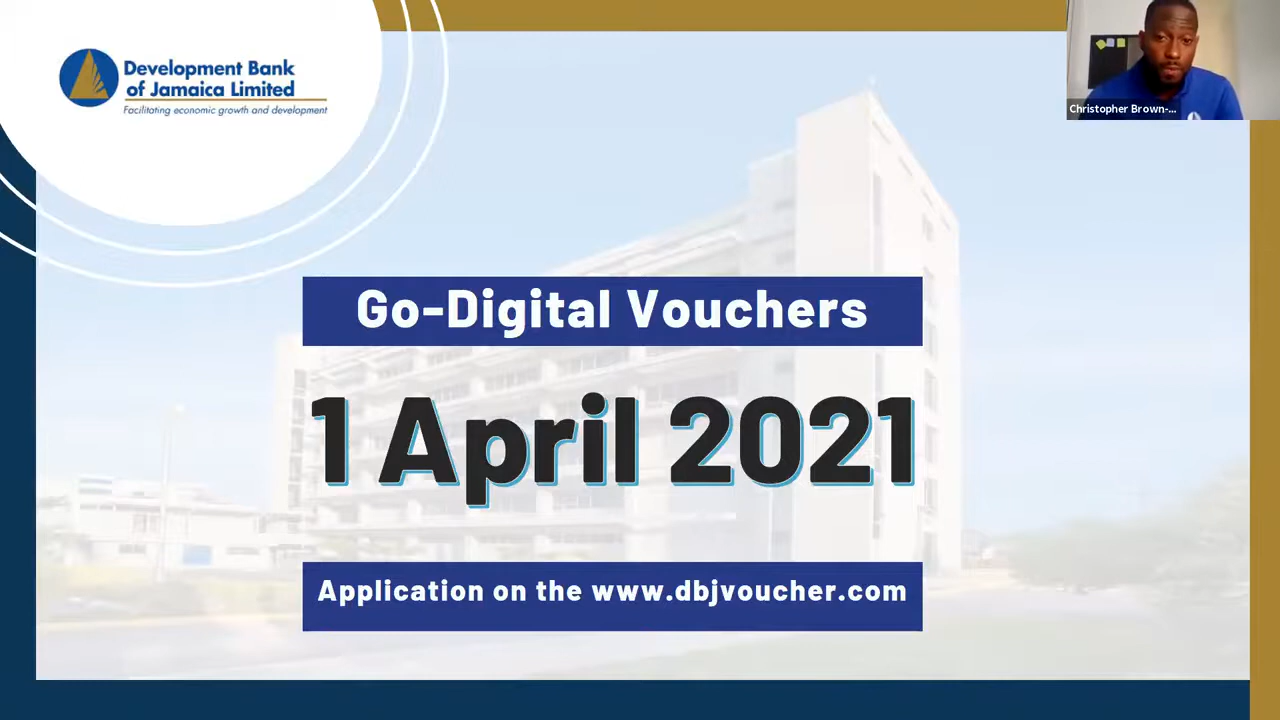 Development Bank
of Jamaica Limited
Facilitating economic growth and development
Christopher Brown-...
Go-Digital Vouchers
1 April 2021
Application on the www.dbjvoucher.com